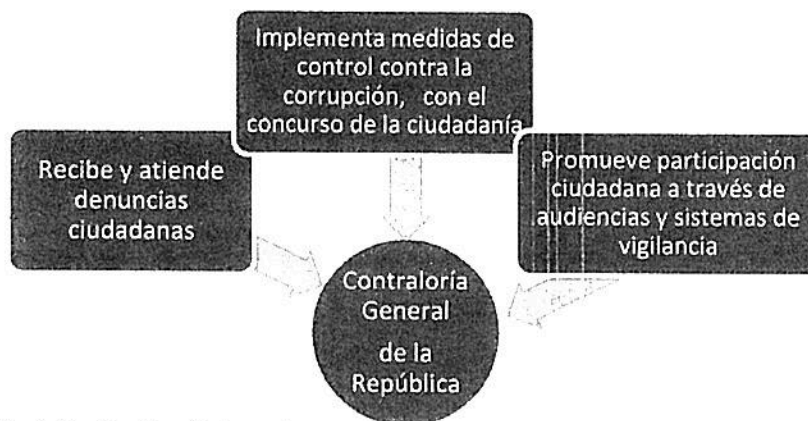 Implementa medidas de
control contra la
corrupción, con el
concurso de la ciudadanía
Recibe y atiende
denuncias
ciudadanas
Promueve participación
ciudadana a través de
audiencias y sistemas de
vigilancia
Contraloría
General
de la
República